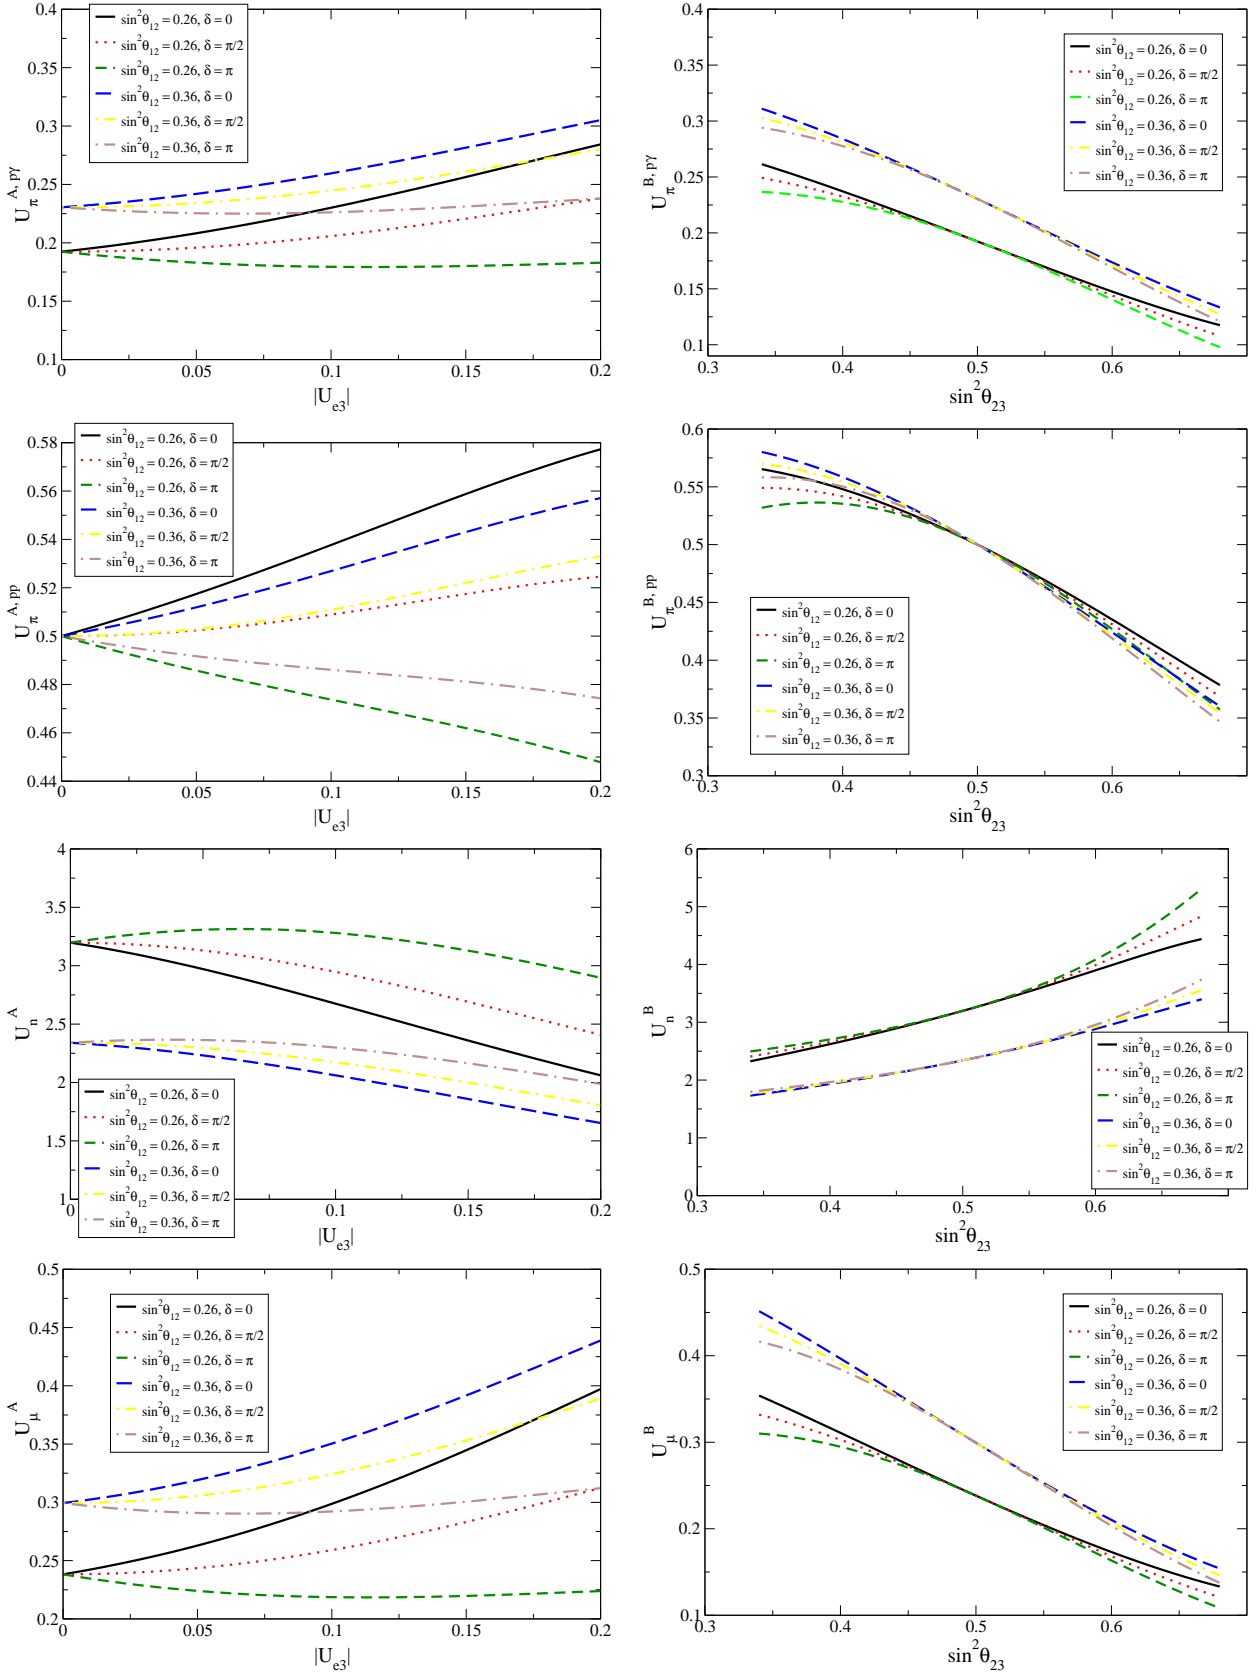 U_π^{A, pγ}
0.4
0.35
0.3
0.25
0.2
0.15
0.1
sin²θ₁₂ = 0.26, δ = 0
sin²θ₁₂ = 0.26, δ = π/2
sin²θ₁₂ = 0.26, δ = π
sin²θ₁₂ = 0.36, δ = 0
sin²θ₁₂ = 0.36, δ = π/2
sin²θ₁₂ = 0.36, δ = π
0 0.05 0.1 0.15 0.2
|U_{e3}|
U_π^{B, pγ}
0.4
0.35
0.3
0.25
0.2
0.15
0.1
sin²θ₁₂ = 0.26, δ = 0
sin²θ₁₂ = 0.26, δ = π/2
sin²θ₁₂ = 0.26, δ = π
sin²θ₁₂ = 0.36, δ = 0
sin²θ₁₂ = 0.36, δ = π/2
sin²θ₁₂ = 0.36, δ = π
0.3 0.4 0.5 0.6
sin²θ₂₃
U_π^{A, pp}
0.58
0.56
0.54
0.52
0.5
0.48
0.46
0.44
sin²θ₁₂ = 0.26, δ = 0
sin²θ₁₂ = 0.26, δ = π/2
sin²θ₁₂ = 0.26, δ = π
sin²θ₁₂ = 0.36, δ = 0
sin²θ₁₂ = 0.36, δ = π/2
sin²θ₁₂ = 0.36, δ = π
0 0.05 0.1 0.15 0.2
|U_{e3}|
U_π^{B, pp}
0.6
0.55
0.5
0.45
0.4
0.35
0.3
sin²θ₁₂ = 0.26, δ = 0
sin²θ₁₂ = 0.26, δ = π/2
sin²θ₁₂ = 0.26, δ = π
sin²θ₁₂ = 0.36, δ = 0
sin²θ₁₂ = 0.36, δ = π/2
sin²θ₁₂ = 0.36, δ = π
0.3 0.4 0.5 0.6
sin²θ₂₃
U_n^A
4
3.5
3
2.5
2
1.5
1
sin²θ₁₂ = 0.26, δ = 0
sin²θ₁₂ = 0.26, δ = π/2
sin²θ₁₂ = 0.26, δ = π
sin²θ₁₂ = 0.36, δ = 0
sin²θ₁₂ = 0.36, δ = π/2
sin²θ₁₂ = 0.36, δ = π
0 0.05 0.1 0.15 0.2
|U_{e3}|
U_n^B
6
5
4
3
2
1
0
sin²θ₁₂ = 0.26, δ = 0
sin²θ₁₂ = 0.26, δ = π/2
sin²θ₁₂ = 0.26, δ = π
sin²θ₁₂ = 0.36, δ = 0
sin²θ₁₂ = 0.36, δ = π/2
sin²θ₁₂ = 0.36, δ = π
0.3 0.4 0.5 0.6
sin²θ₂₃
U_μ^A
0.5
0.45
0.4
0.35
0.3
0.25
0.2
sin²θ₁₂ = 0.26, δ = 0
sin²θ₁₂ = 0.26, δ = π/2
sin²θ₁₂ = 0.26, δ = π
sin²θ₁₂ = 0.36, δ = 0
sin²θ₁₂ = 0.36, δ = π/2
sin²θ₁₂ = 0.36, δ = π
0 0.05 0.1 0.15 0.2
|U_{e3}|
U_μ^B
0.5
0.4
0.3
0.2
0.1
sin²θ₁₂ = 0.26, δ = 0
sin²θ₁₂ = 0.26, δ = π/2
sin²θ₁₂ = 0.26, δ = π
sin²θ₁₂ = 0.36, δ = 0
sin²θ₁₂ = 0.36, δ = π/2
sin²θ₁₂ = 0.36, δ = π
0.3 0.4 0.5 0.6
sin²θ₂₃